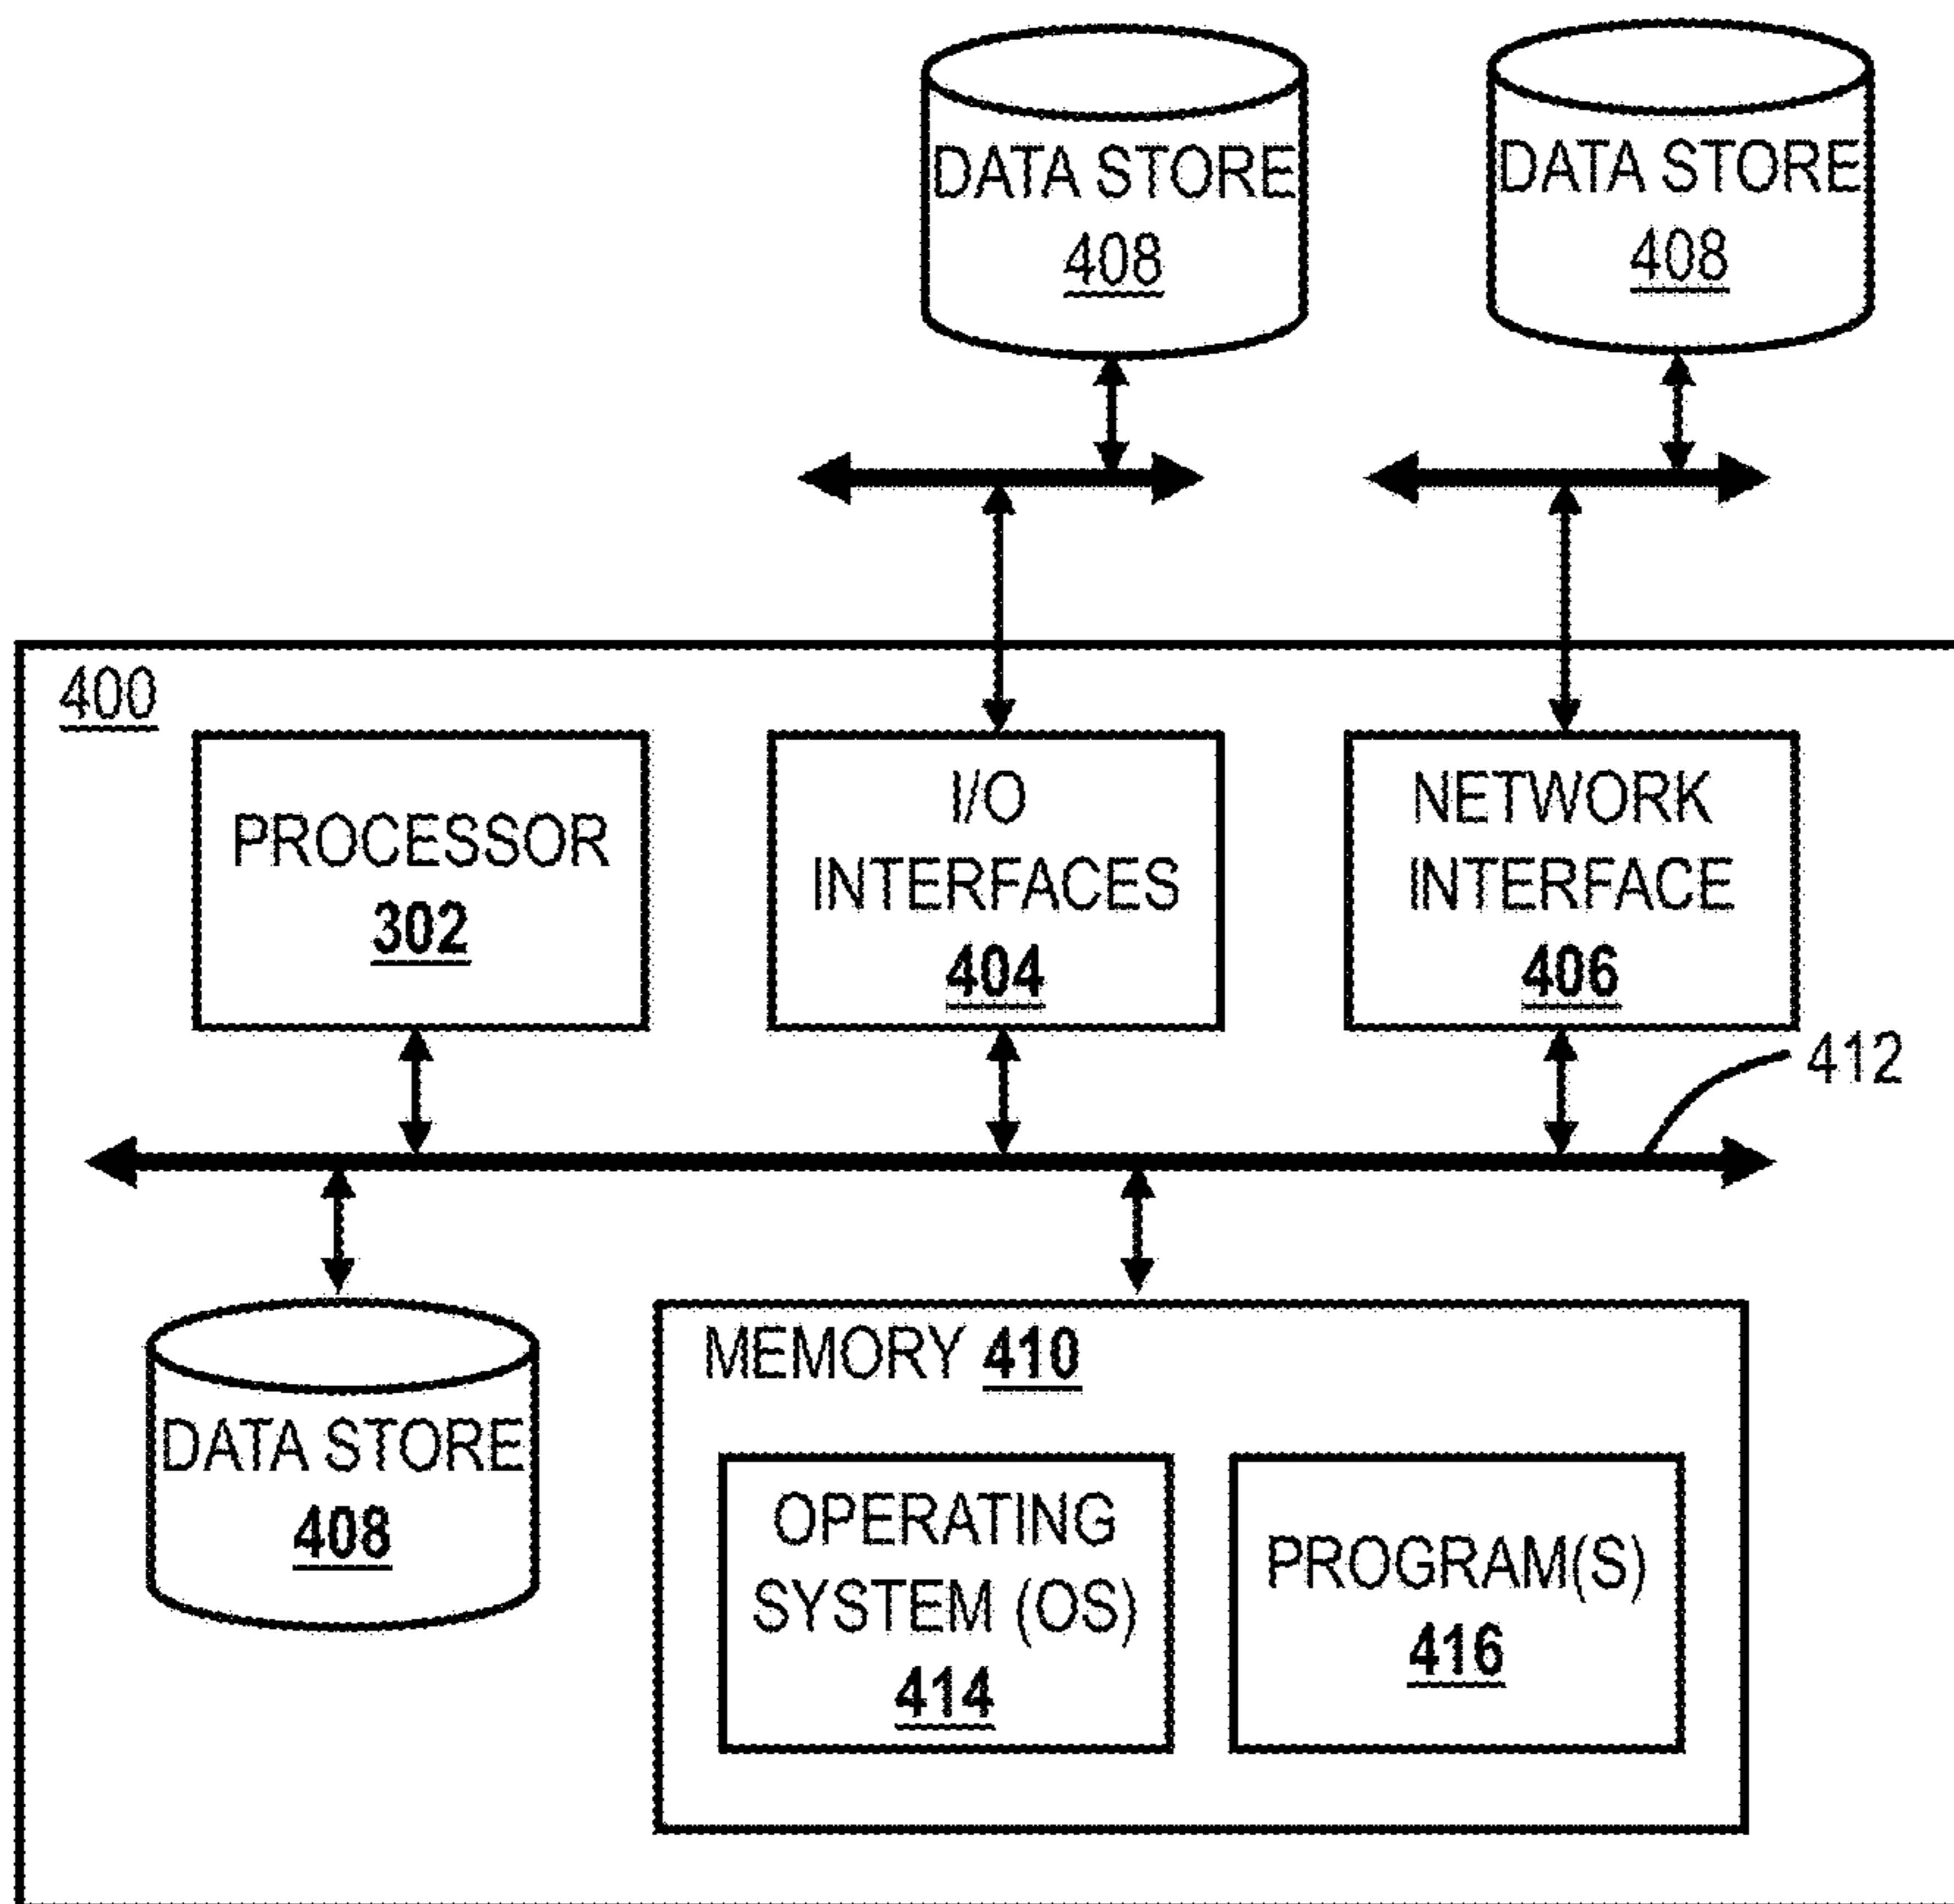 DATA STORE
408
DATA STORE
408
400
PROCESSOR
302
I/O
INTERFACES
404
NETWORK
INTERFACE
406
412
DATA STORE
408
MEMORY 410
OPERATING
SYSTEM (OS)
414
PROGRAM(S)
416